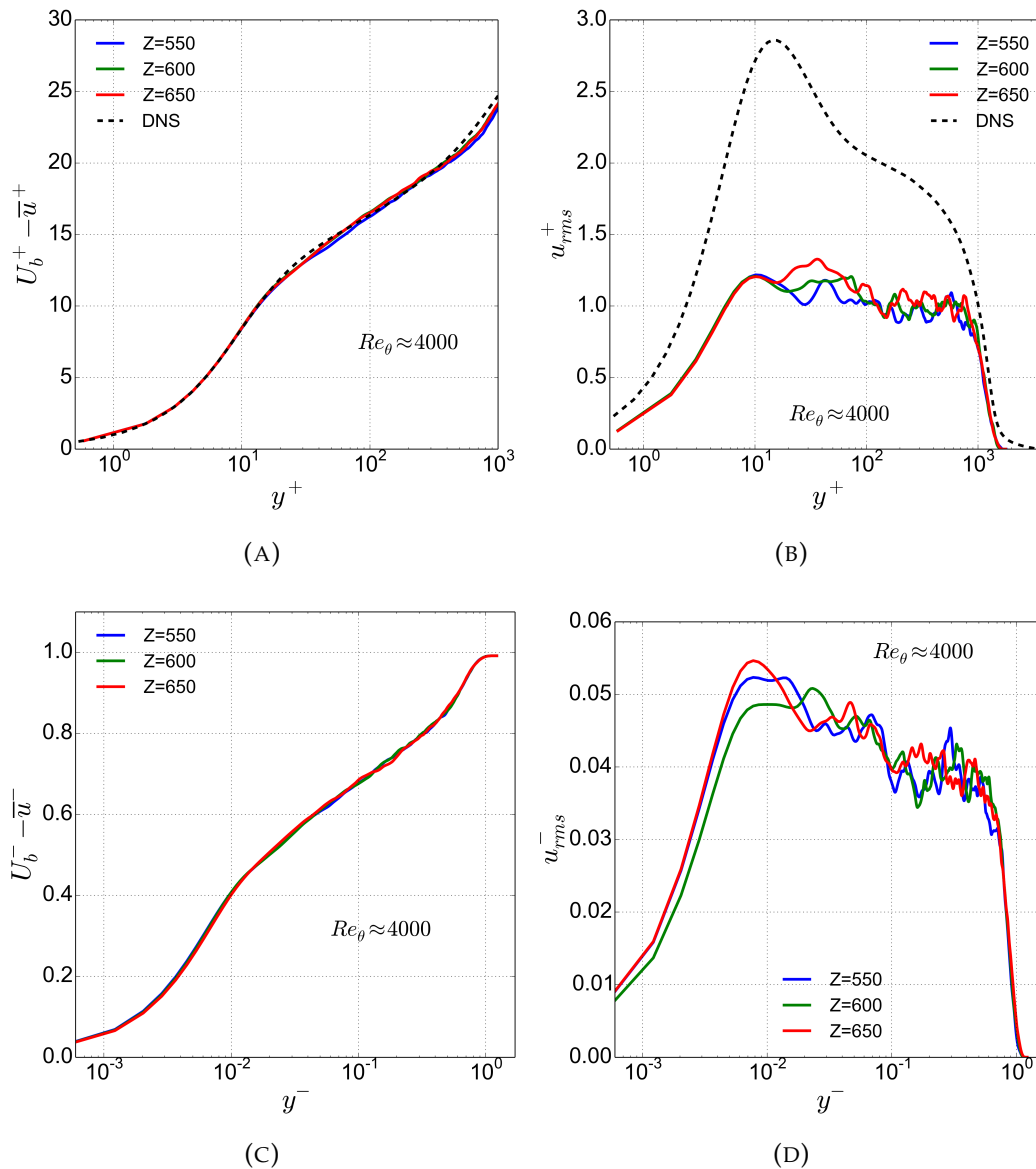 30
25
20
15
10
5
0
U_b^+ − u̅^+
Z=550
Z=600
Z=650
DNS
Re_θ≈4000
10^0
10^1
10^2
10^3
y^+
(A)
3.0
2.5
2.0
1.5
1.0
0.5
0.0
u_{rms}^+
Z=550
Z=600
Z=650
DNS
Re_θ≈4000
10^0
10^1
10^2
10^3
y^+
(B)
1.0
0.8
0.6
0.4
0.2
0.0
U_b^- − u̅^-
Z=550
Z=600
Z=650
Re_θ≈4000
10^-3
10^-2
10^-1
10^0
y^-
(C)
0.06
0.05
0.04
0.03
0.02
0.01
0.00
u_{rms}^-
Re_θ≈4000
Z=550
Z=600
Z=650
10^-3
10^-2
10^-1
10^0
y^-
(D)